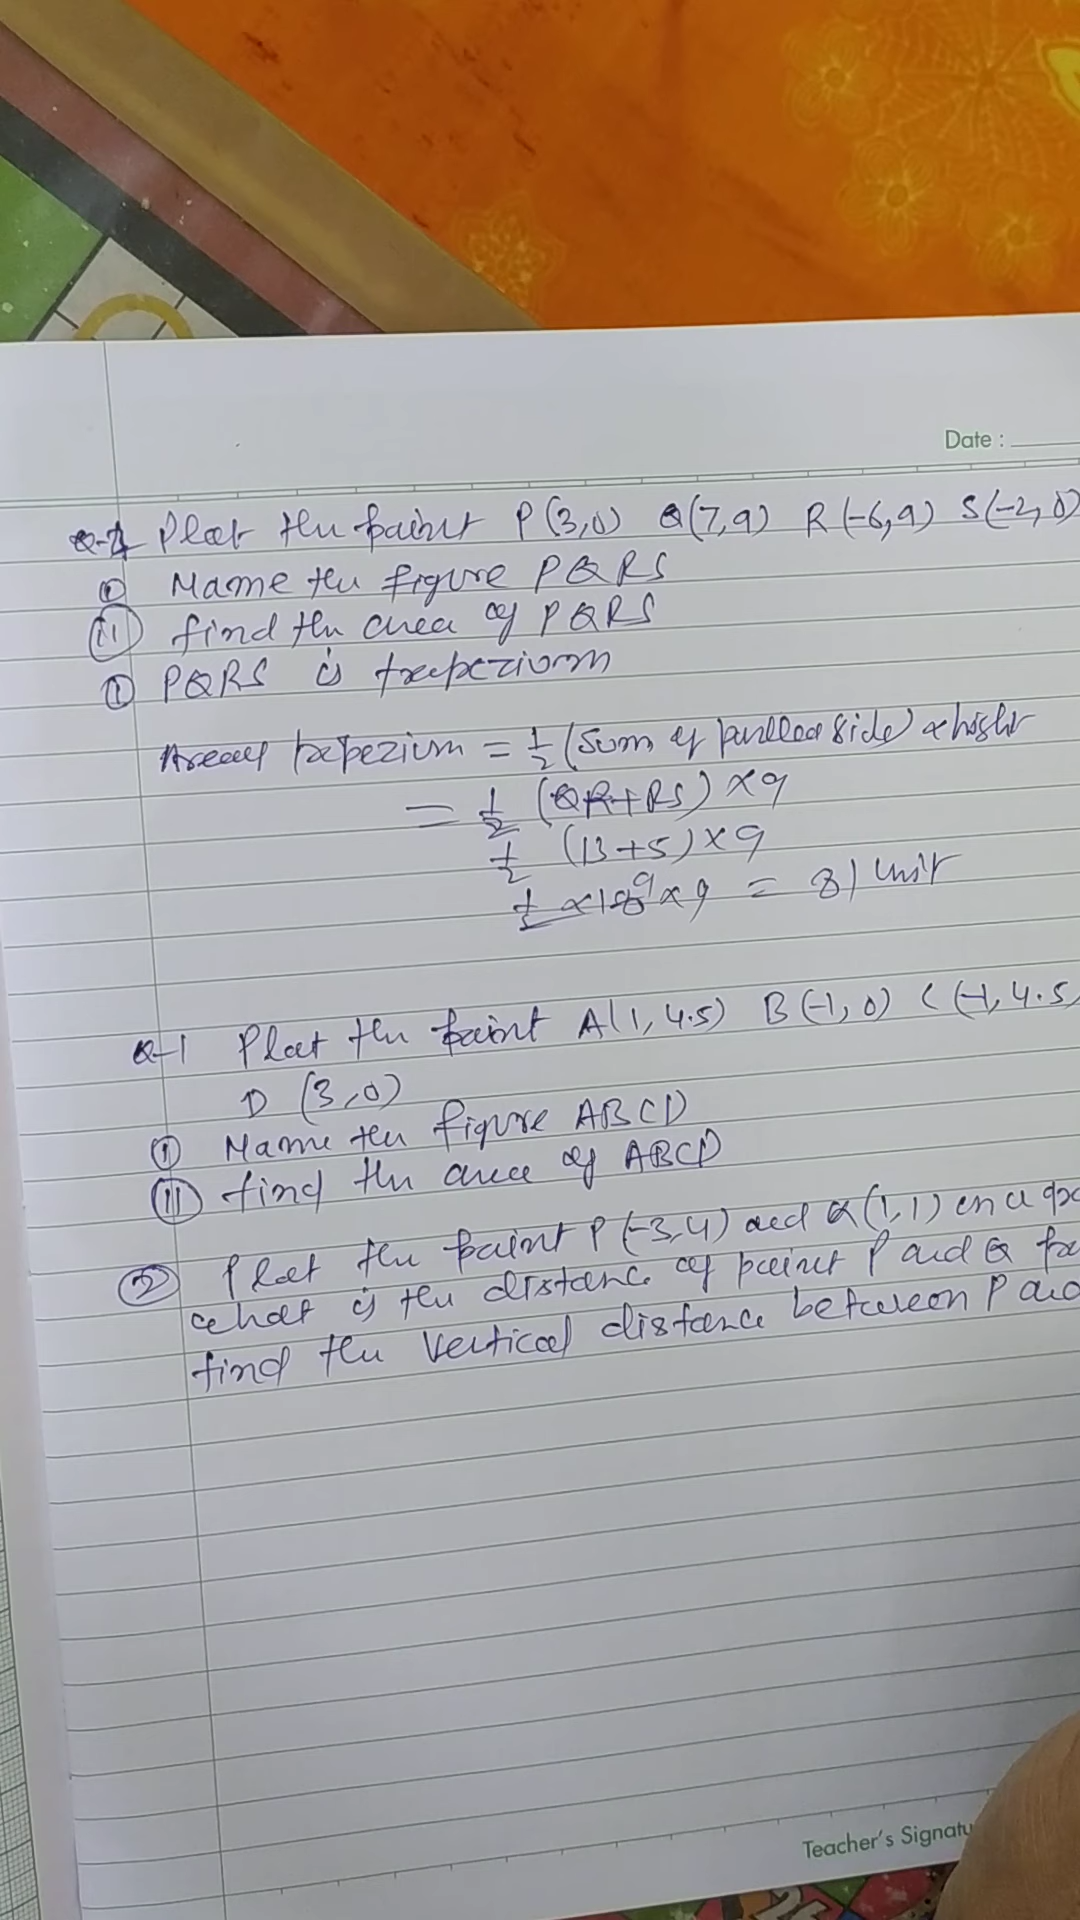 Date :
Q-1 Plot the point P(3,0) Q(7,9) R(-6,9) S(-2,0)
(i) Name the figure PQRS
(ii) find the area of PQRS
(i) PQRS is trapezium
Area of trapezium = 1/2 (Sum of parallel side) x hight
= 1/2 (QR+RS) x 9
1/2 (13+5) x 9
1/2 x 18 9 x 9 = 81 unit
Q-1 Plot the point A(1, 4.5) B(-1, 0) C(-1, 4.5
D (3,0)
(i) Name the figure ABCD
(ii) find the area of ABCD
(2) Plot the point P(-3,4) and Q(1,1) on a
what is the distance of point P and Q
find the vertical distance between P and
Teacher's Signatu